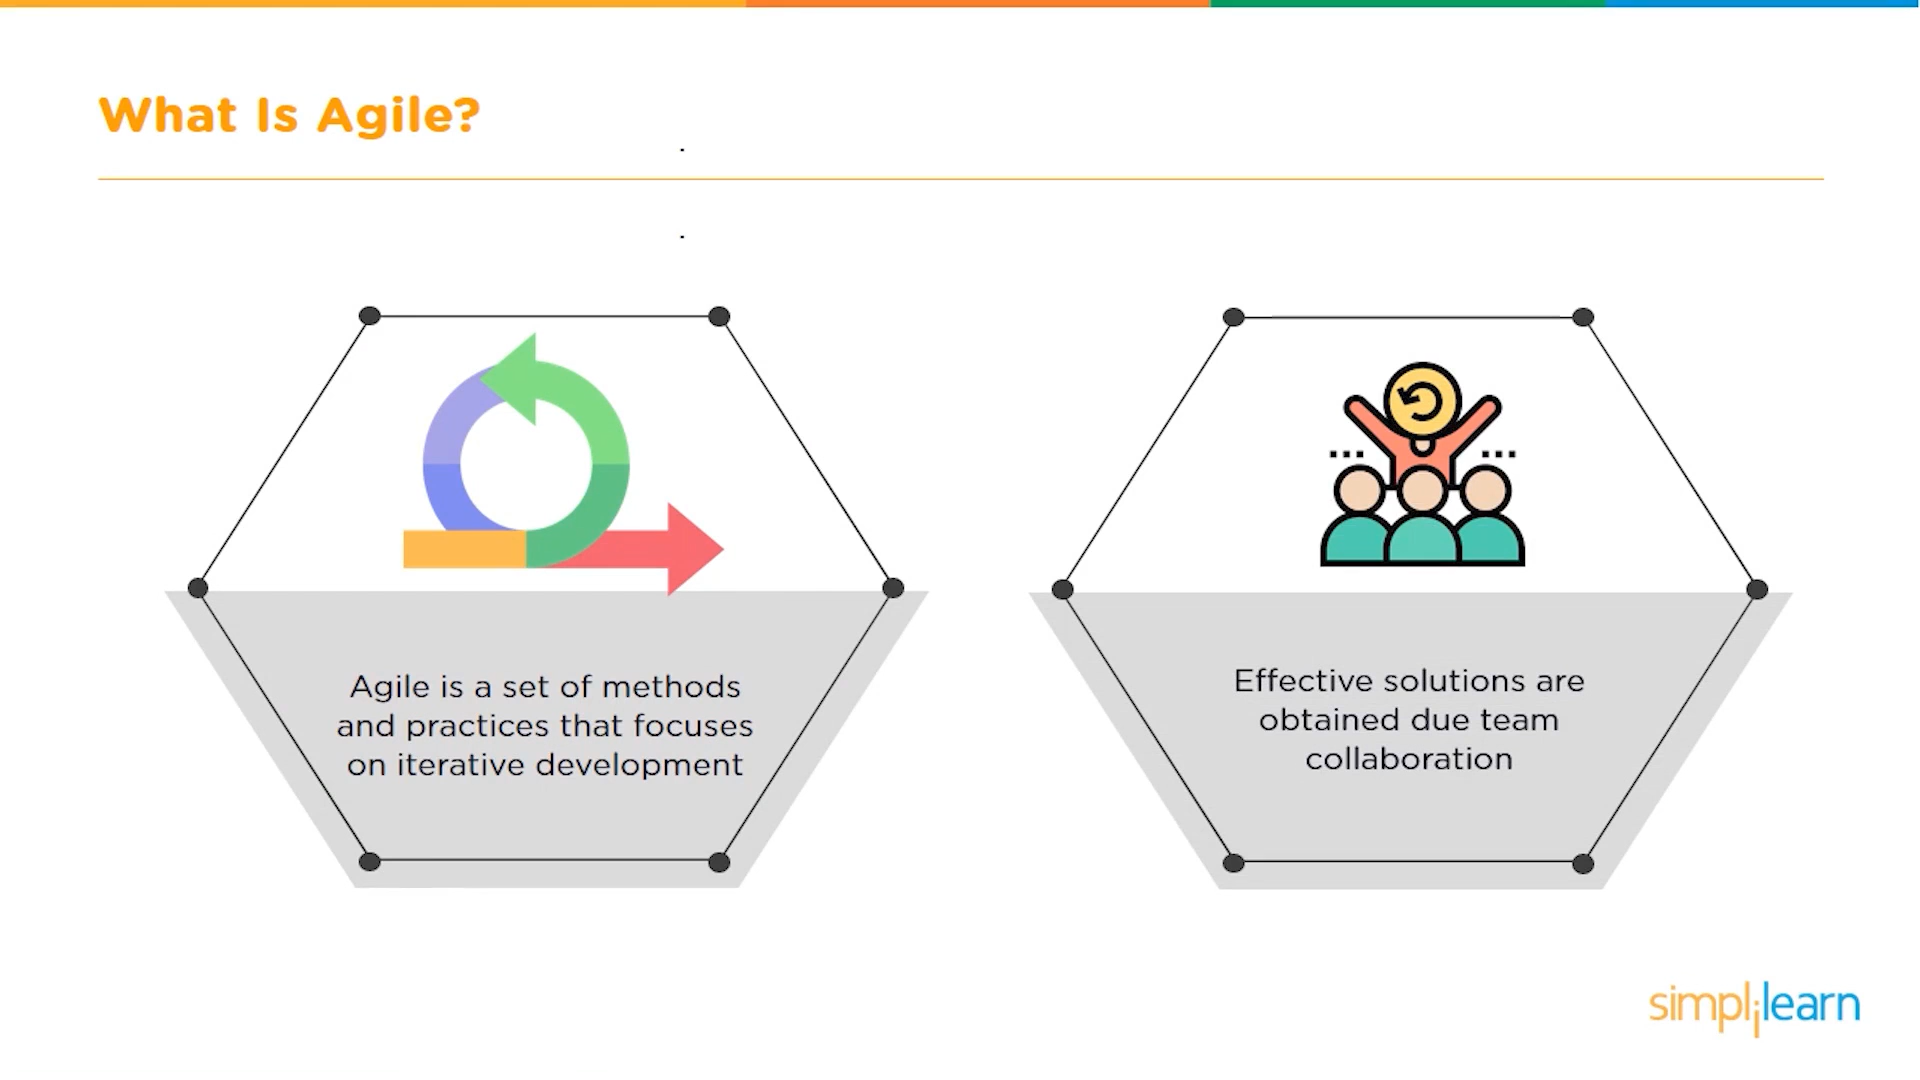 What Is Agile?
Agile is a set of methods
and practices that focuses
on iterative development
Effective solutions are
obtained due team
collaboration
simplilearn